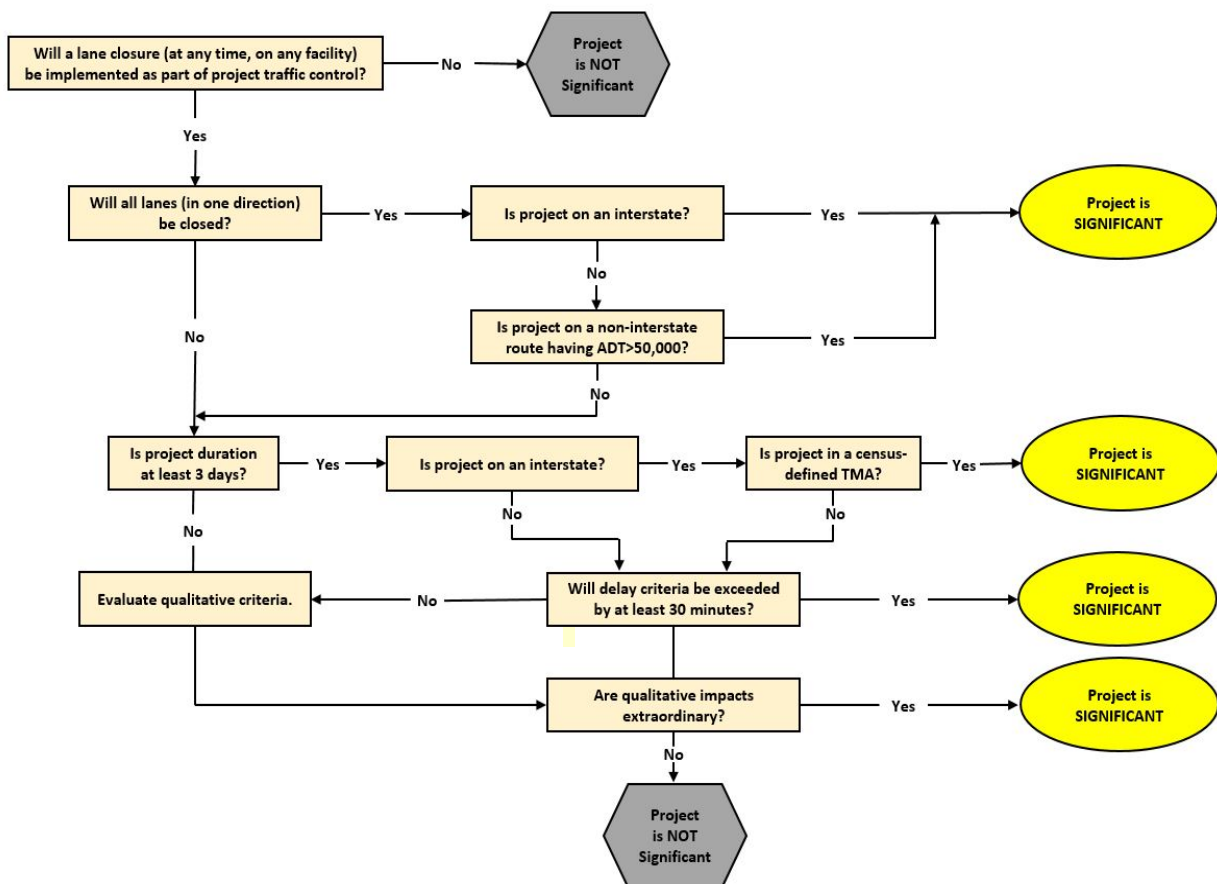 Will a lane closure (at any time, on any facility)
be implemented as part of project traffic control?
No
Project
is NOT
Significant
Yes
Will all lanes (in one direction)
be closed?
Yes
Is project on an interstate?
Yes
Project is
SIGNIFICANT
No
No
Is project on a non-interstate
route having ADT>50,000?
Yes
No
Is project duration
at least 3 days?
Yes
Is project on an interstate?
Yes
Is project in a census-
defined TMA?
Yes
Project is
SIGNIFICANT
No
No
No
Evaluate qualitative criteria.
No
Will delay criteria be exceeded
by at least 30 minutes?
Yes
Project is
SIGNIFICANT
Are qualitative impacts
extraordinary?
Yes
Project is
SIGNIFICANT
No
Project
is NOT
Significant